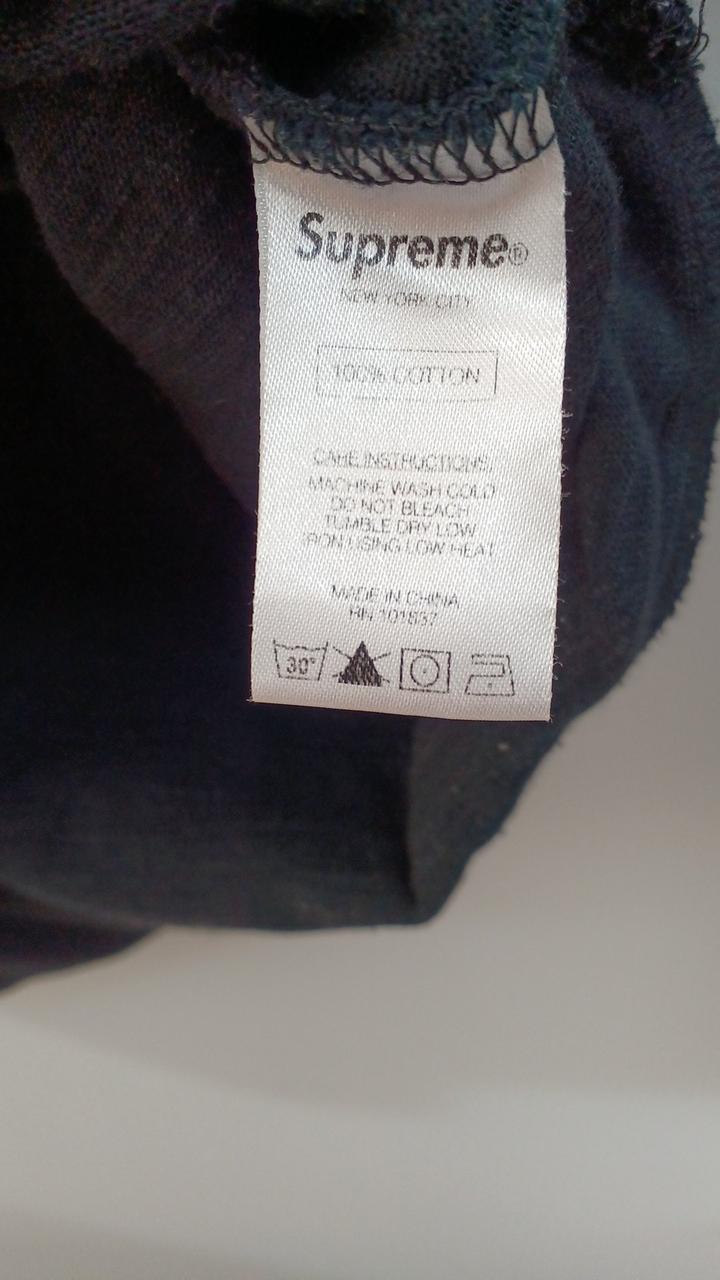 Supreme®
NEW YORK CITY
100% COTTON
CARE INSTRUCTIONS:
MACHINE WASH COLD
DO NOT BLEACH
TUMBLE DRY LOW
IRON USING LOW HEAT
MADE IN CHINA
RN 101837
30°